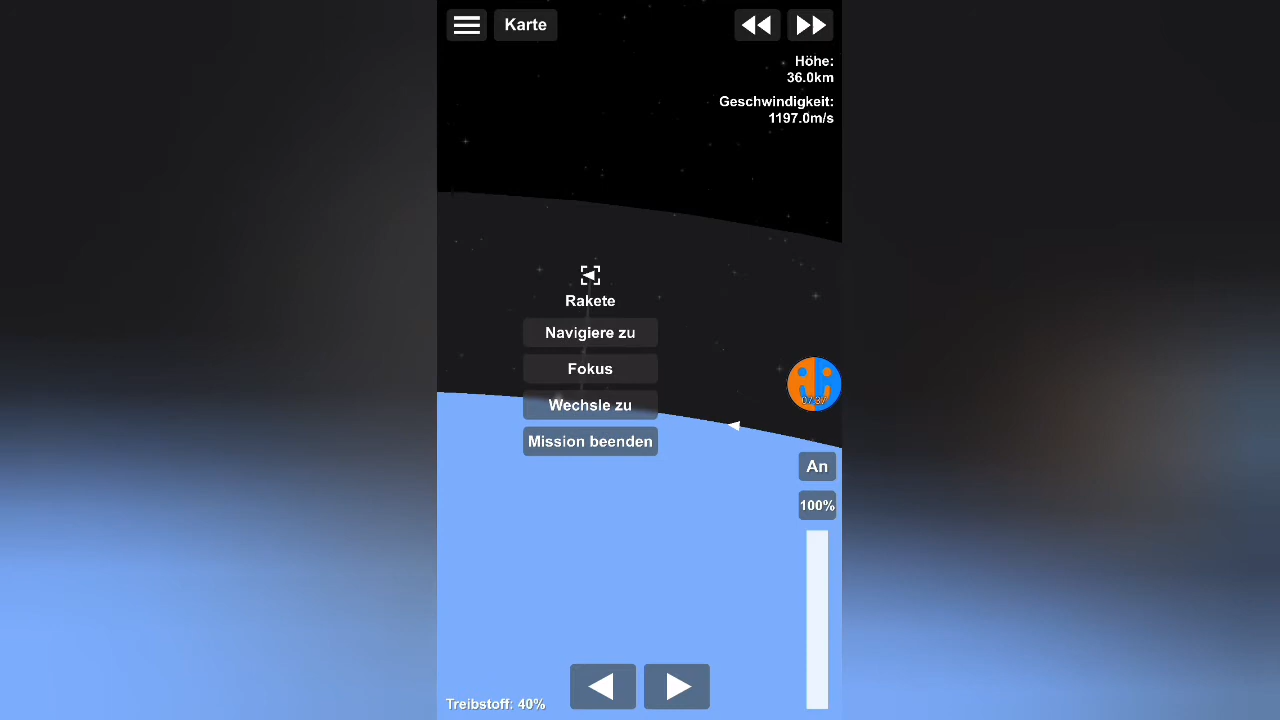 Karte
Höhe:
36.0km
Geschwindigkeit:
1197.0m/s
Rakete
Navigiere zu
Fokus
Wechsle zu
Mission beenden
An
100%
Treibstoff: 40%